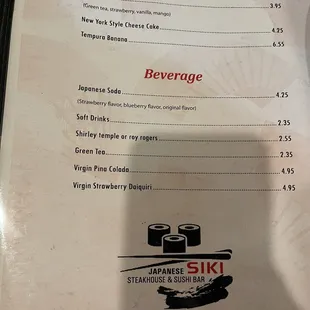 3.95
(Green tea, strawberry, vanilla, mango)
New York Style Cheese Cake 4.25
Tempura Banana 6.55
Beverage
Japanese Soda 4.25
(Strawberry flavor, blueberry flavor, original flavor)
Soft Drinks 2.35
Shirley temple or roy rogers 2.55
Green Tea 2.35
Virgin Pina Colada 4.95
Virgin Strawberry Daiquiri 4.95
JAPANESE SIKI
STEAKHOUSE & SUSHI BAR